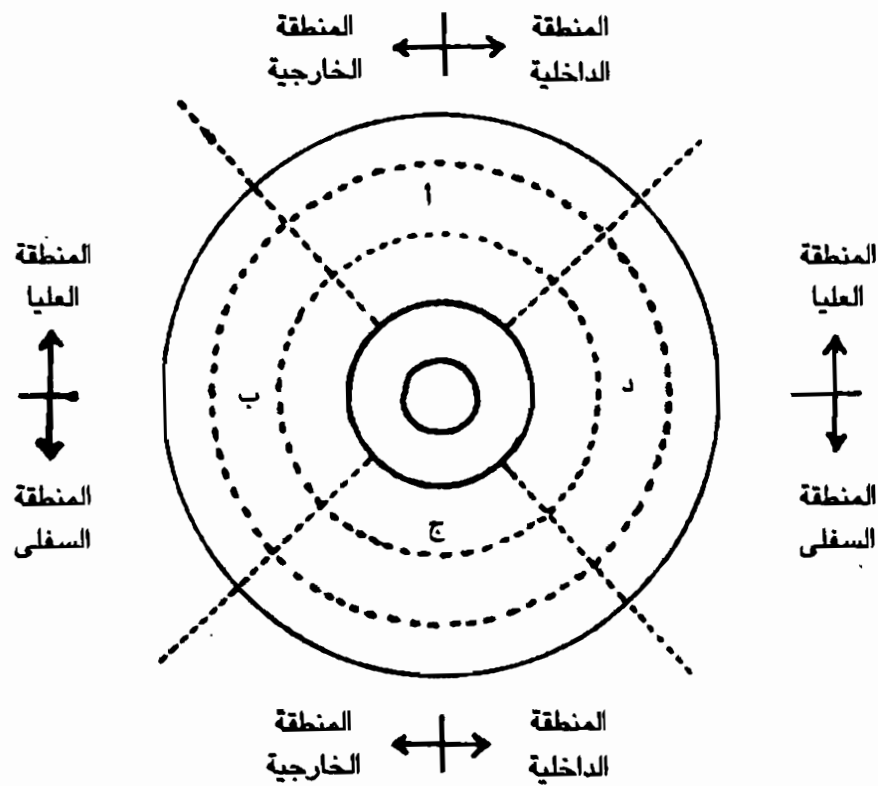 المنطقة
الداخلية
المنطقة
الخارجية
أ
المنطقة
العليا
المنطقة
العليا
د
ب
المنطقة
السفلى
المنطقة
السفلى
ج
المنطقة
الداخلية
المنطقة
الخارجية